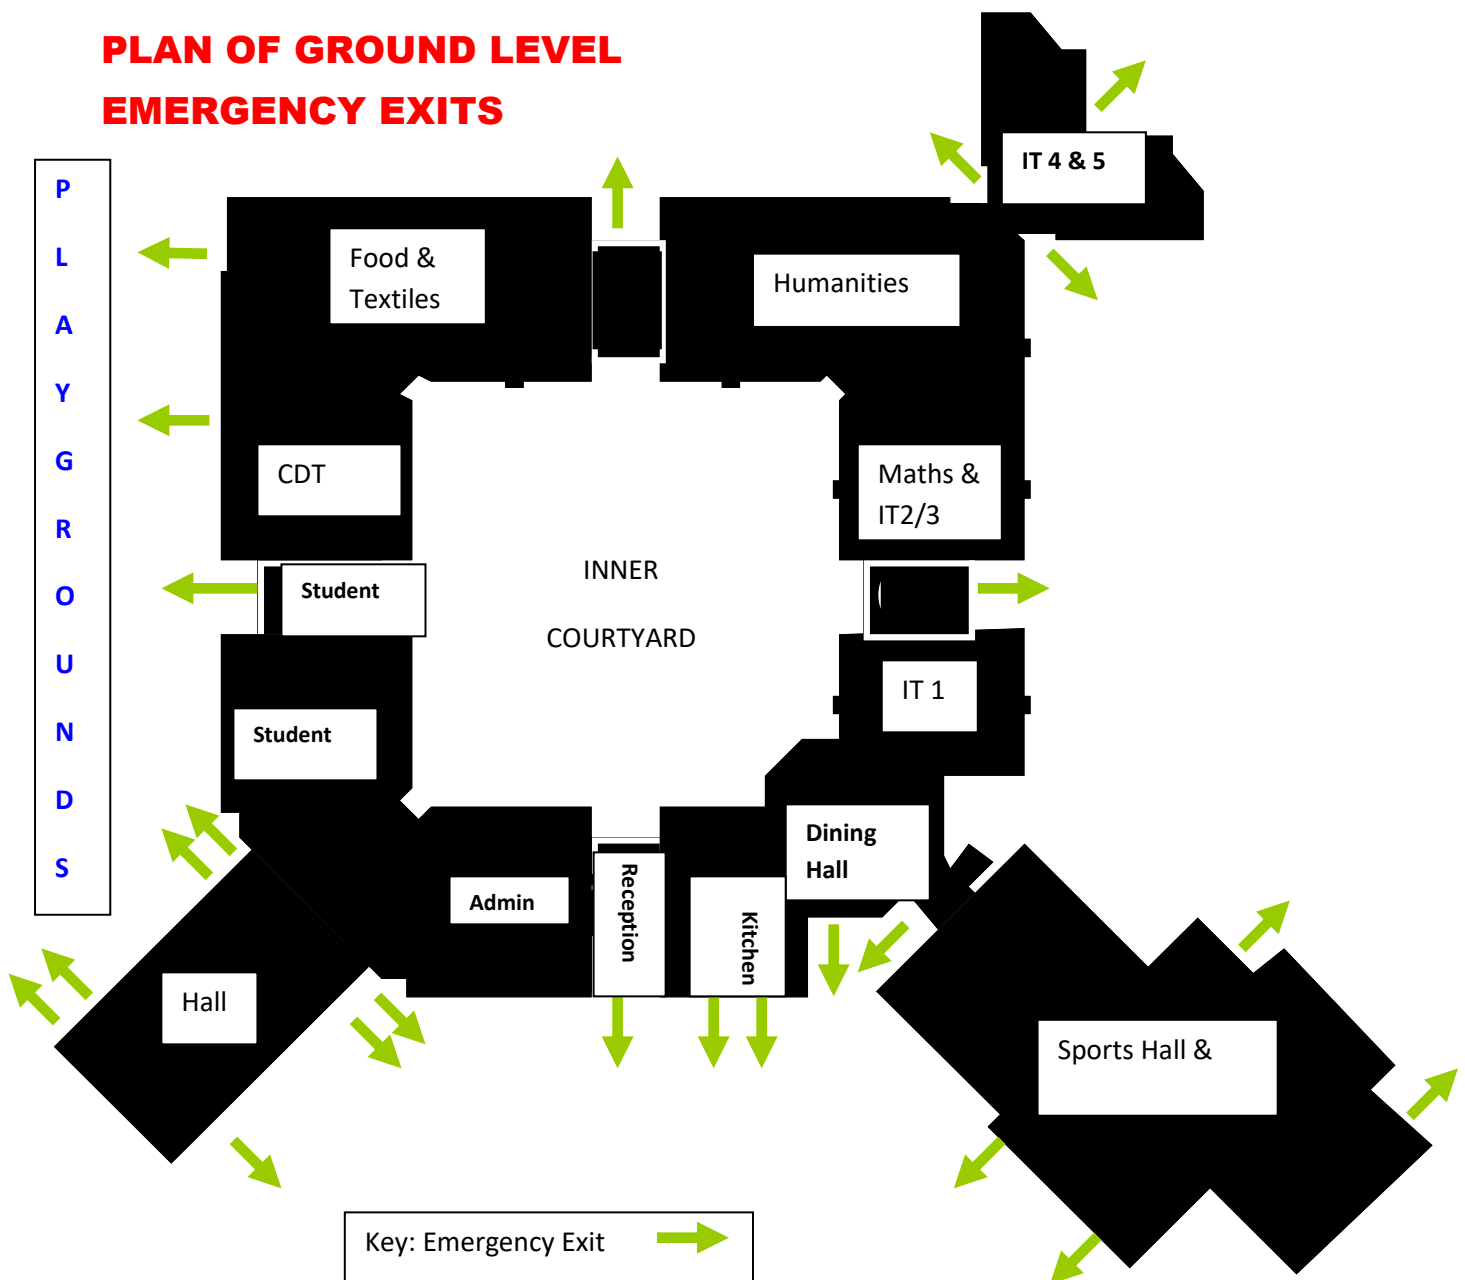 PLAN OF GROUND LEVEL
EMERGENCY EXITS
P
L
A
Y
G
R
O
U
N
D
S
IT 4 & 5
Food &
Textiles
Humanities
CDT
Maths &
IT2/3
Student
INNER
COURTYARD
IT 1
Student
Dining
Hall
Admin
Reception
Kitchen
Hall
Sports Hall &
Key: Emergency Exit